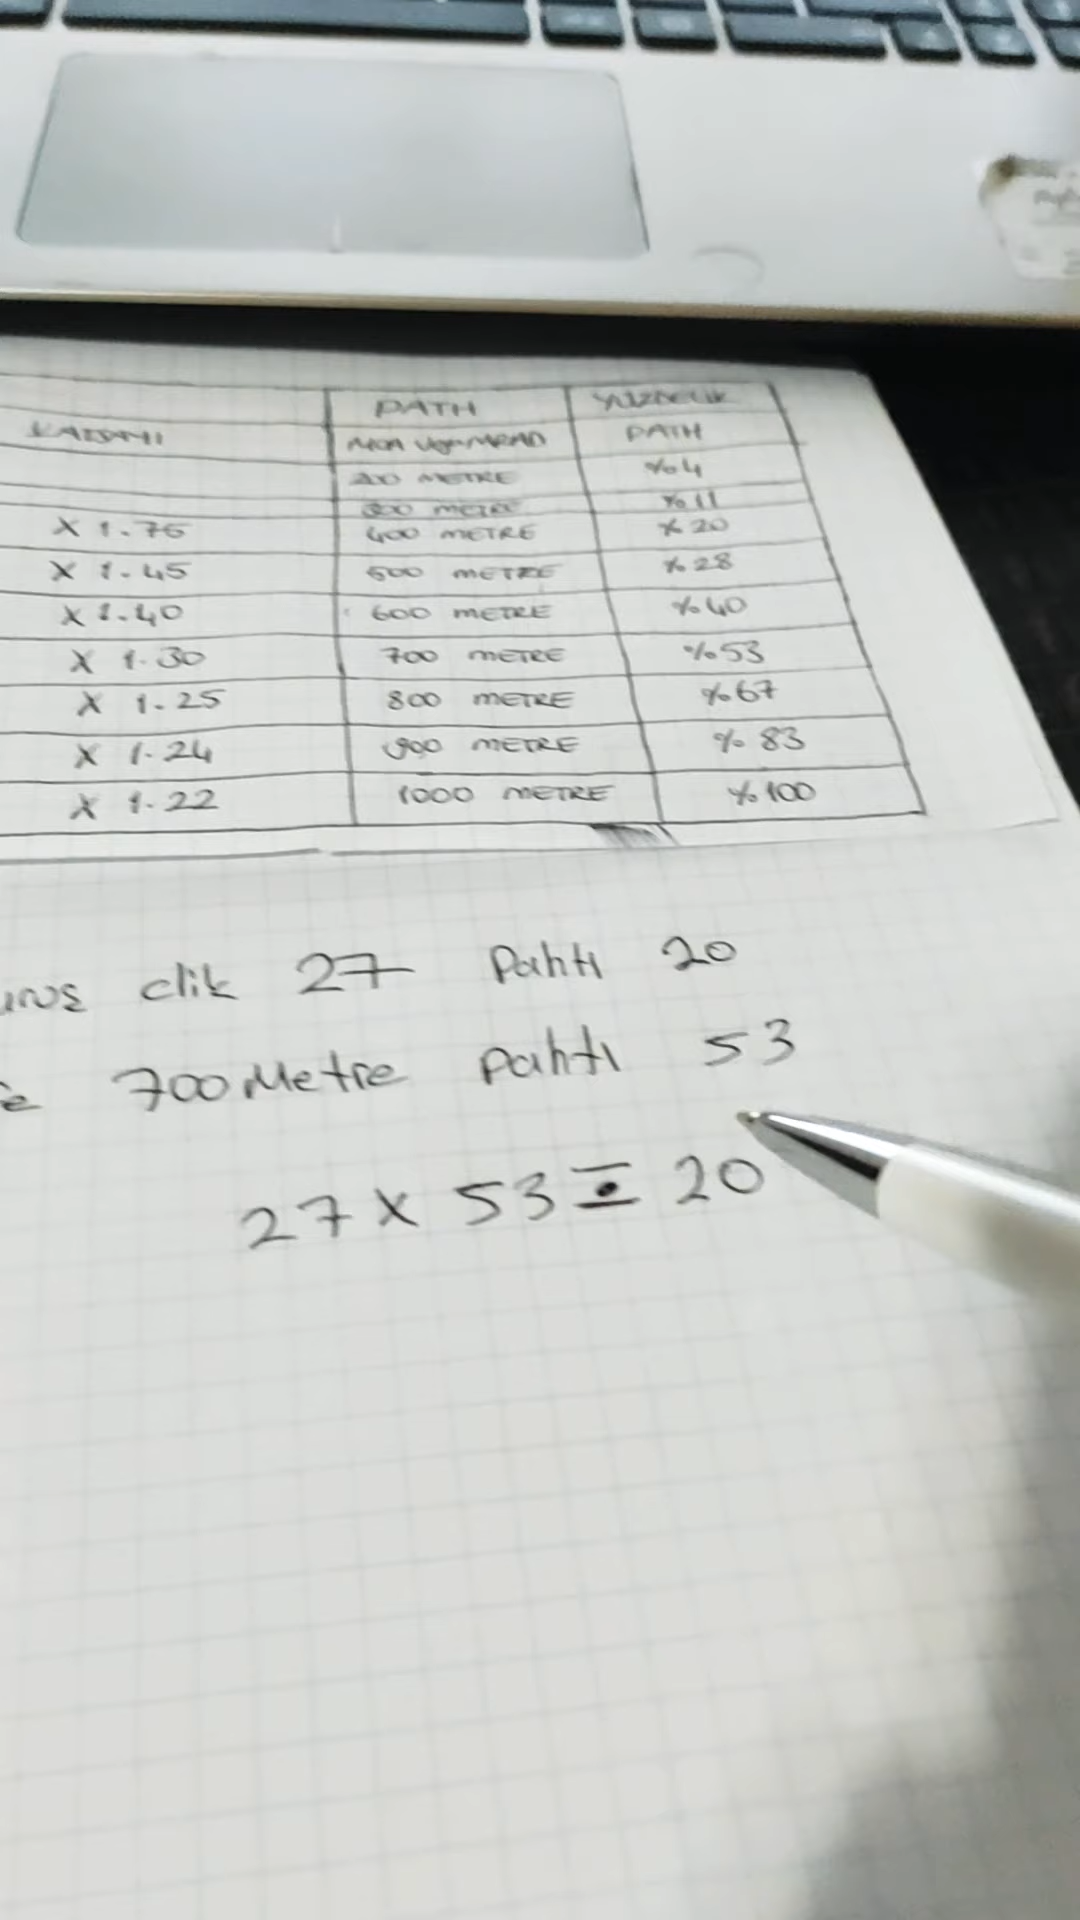 PATH YÜZDELİK
KATSAYI PATH
200 METRE %4
300 METRE %11
X 1.75 400 METRE % 20
X 1.45 500 METRE % 28
X 1.40 600 METRE % 40
X 1.30 700 METRE %53
X 1.25 800 METRE %67
X 1.24 900 METRE % 83
X 1.22 1000 METRE %100
clik 27 Pahtı 20
700 Metre pahtı 53
27 x 53 ÷ 20